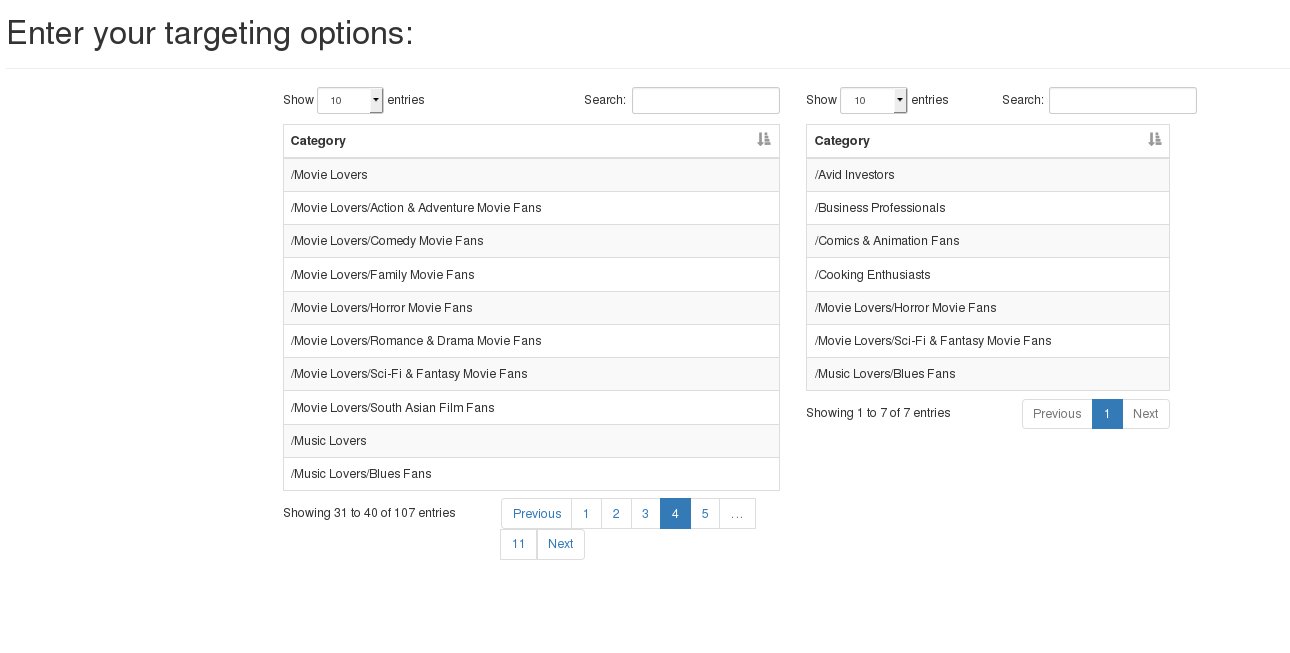 Enter your targeting options:
Show 10 entries Search:
Category
/Movie Lovers
/Movie Lovers/Action & Adventure Movie Fans
/Movie Lovers/Comedy Movie Fans
/Movie Lovers/Family Movie Fans
/Movie Lovers/Horror Movie Fans
/Movie Lovers/Romance & Drama Movie Fans
/Movie Lovers/Sci-Fi & Fantasy Movie Fans
/Movie Lovers/South Asian Film Fans
/Music Lovers
/Music Lovers/Blues Fans
Showing 31 to 40 of 107 entries Previous 1 2 3 4 5 ...
11 Next
Show 10 entries Search:
Category
/Avid Investors
/Business Professionals
/Comics & Animation Fans
/Cooking Enthusiasts
/Movie Lovers/Horror Movie Fans
/Movie Lovers/Sci-Fi & Fantasy Movie Fans
/Music Lovers/Blues Fans
Showing 1 to 7 of 7 entries Previous 1 Next